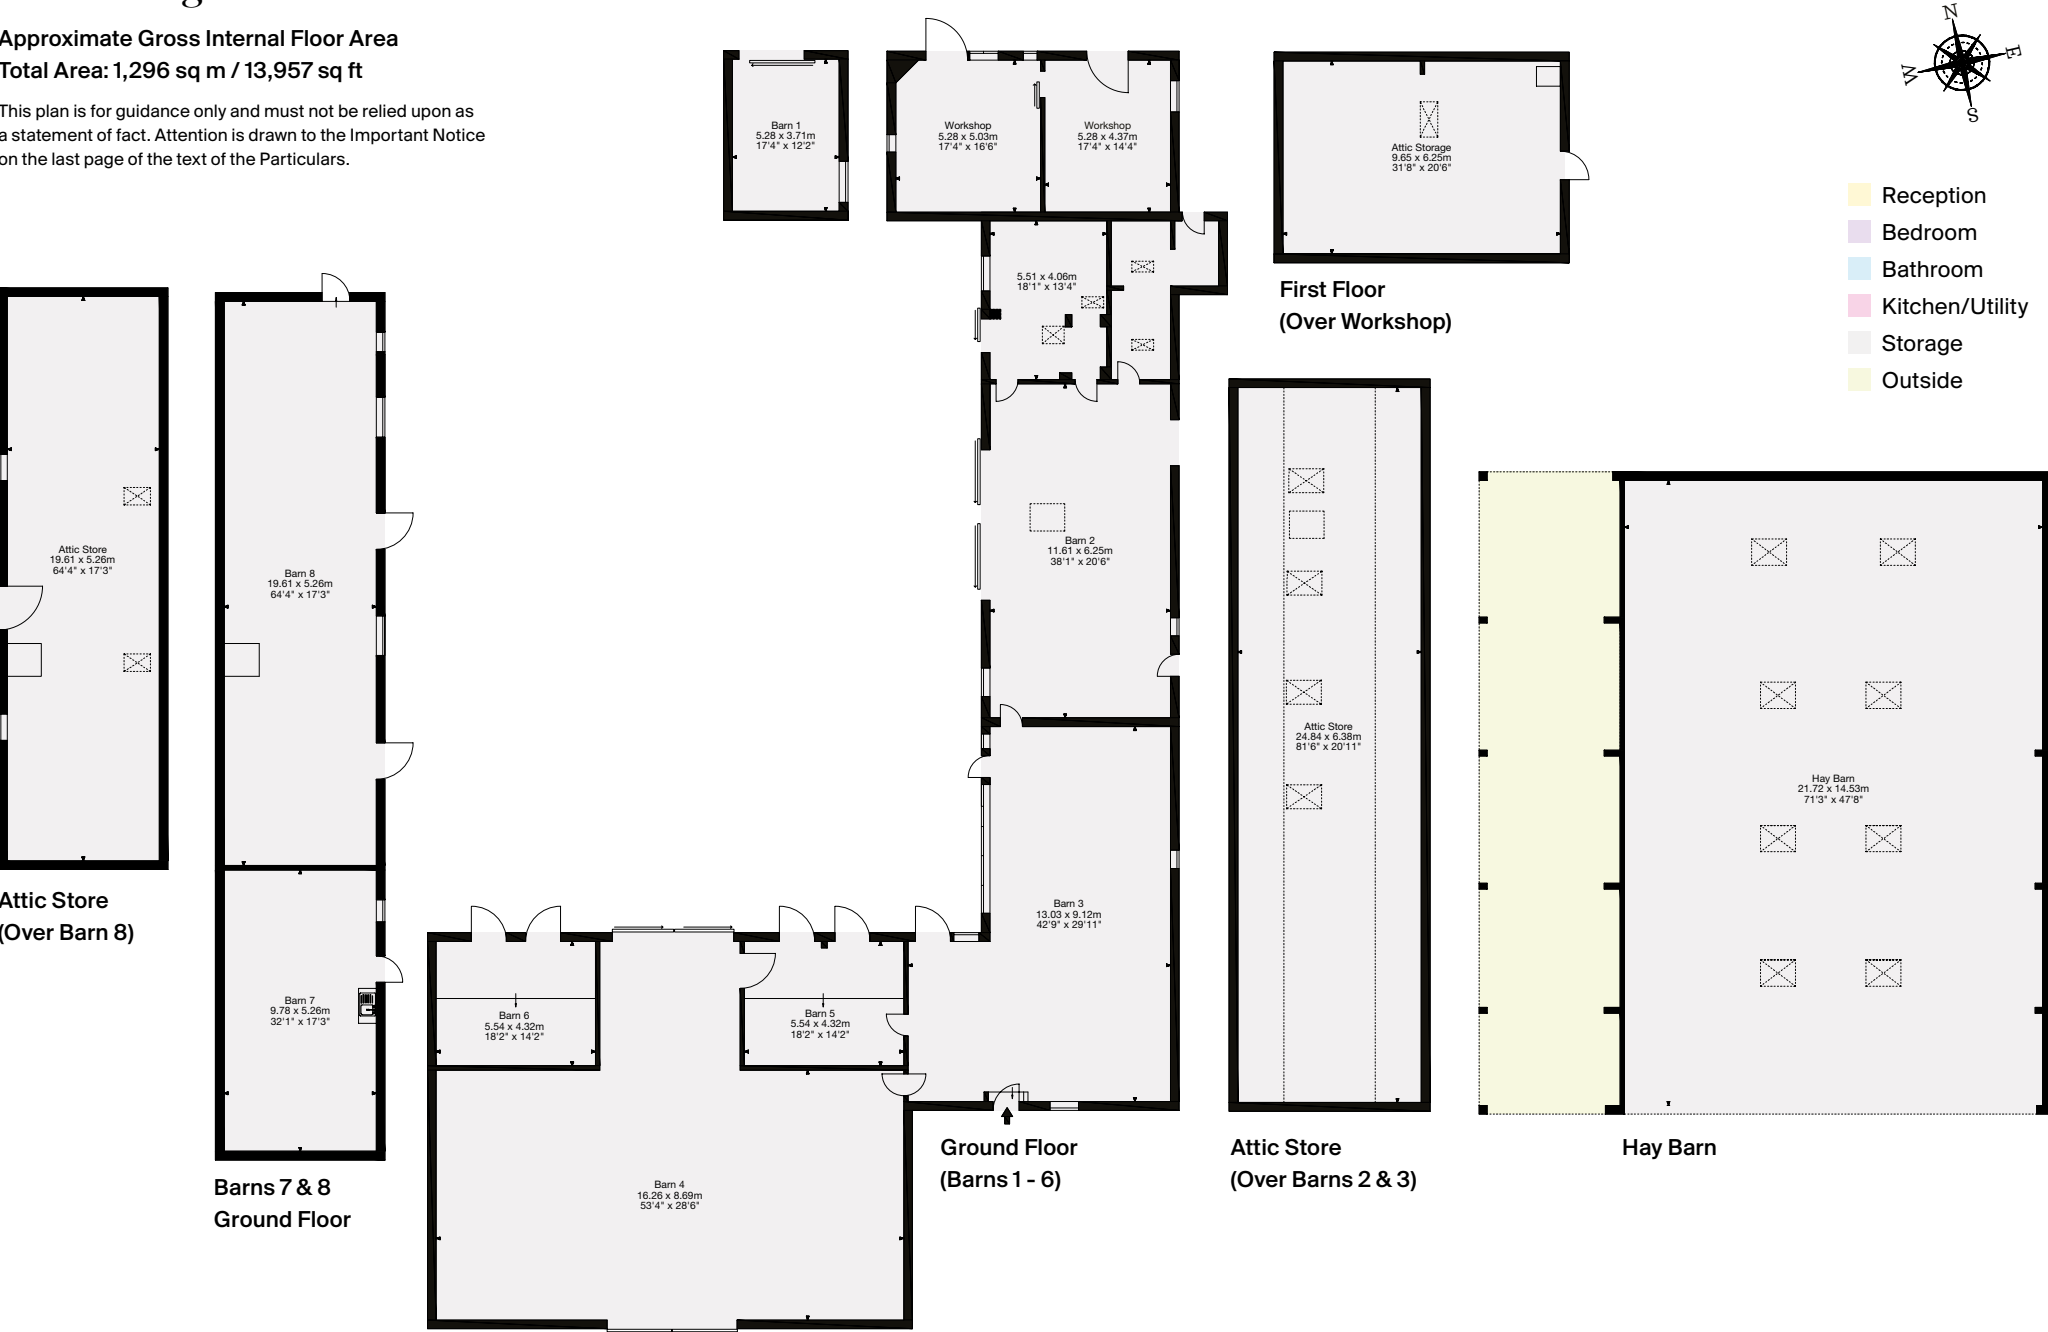 Approximate Gross Internal Floor Area
Total Area: 1,296 sq m / 13,957 sq ft
This plan is for guidance only and must not be relied upon as
a statement of fact. Attention is drawn to the Important Notice
on the last page of the text of the Particulars.
N
E
S
W
Reception
Bedroom
Bathroom
Kitchen/Utility
Storage
Outside
Barn 1
5.28 x 3.71m
17'4" x 12'2"
Workshop
5.28 x 5.03m
17'4" x 16'6"
Workshop
5.28 x 4.37m
17'4" x 14'4"
Attic Storage
9.65 x 6.25m
31'8" x 20'6"
First Floor
(Over Workshop)
5.51 x 4.06m
18'1" x 13'4"
Barn 2
11.61 x 6.25m
38'1" x 20'6"
Attic Store
19.61 x 5.26m
64'4" x 17'3"
Attic Store
(Over Barn 8)
Barn 8
19.61 x 5.26m
64'4" x 17'3"
Barn 7
9.78 x 5.26m
32'1" x 17'3"
Barns 7 & 8
Ground Floor
Barn 6
5.54 x 4.32m
18'2" x 14'2"
Barn 5
5.54 x 4.32m
18'2" x 14'2"
Barn 3
13.03 x 9.12m
42'9" x 29'11"
Barn 4
16.26 x 8.69m
53'4" x 28'6"
Ground Floor
(Barns 1 - 6)
Attic Store
24.84 x 6.38m
81'6" x 20'11"
Attic Store
(Over Barns 2 & 3)
Hay Barn
21.72 x 14.53m
71'3" x 47'8"
Hay Barn